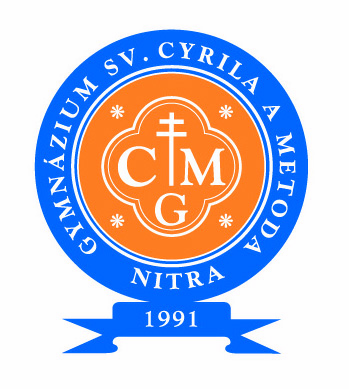 GYMNÁZIUM SV. CYRILA A METODA
C M
G
NITRA
1991